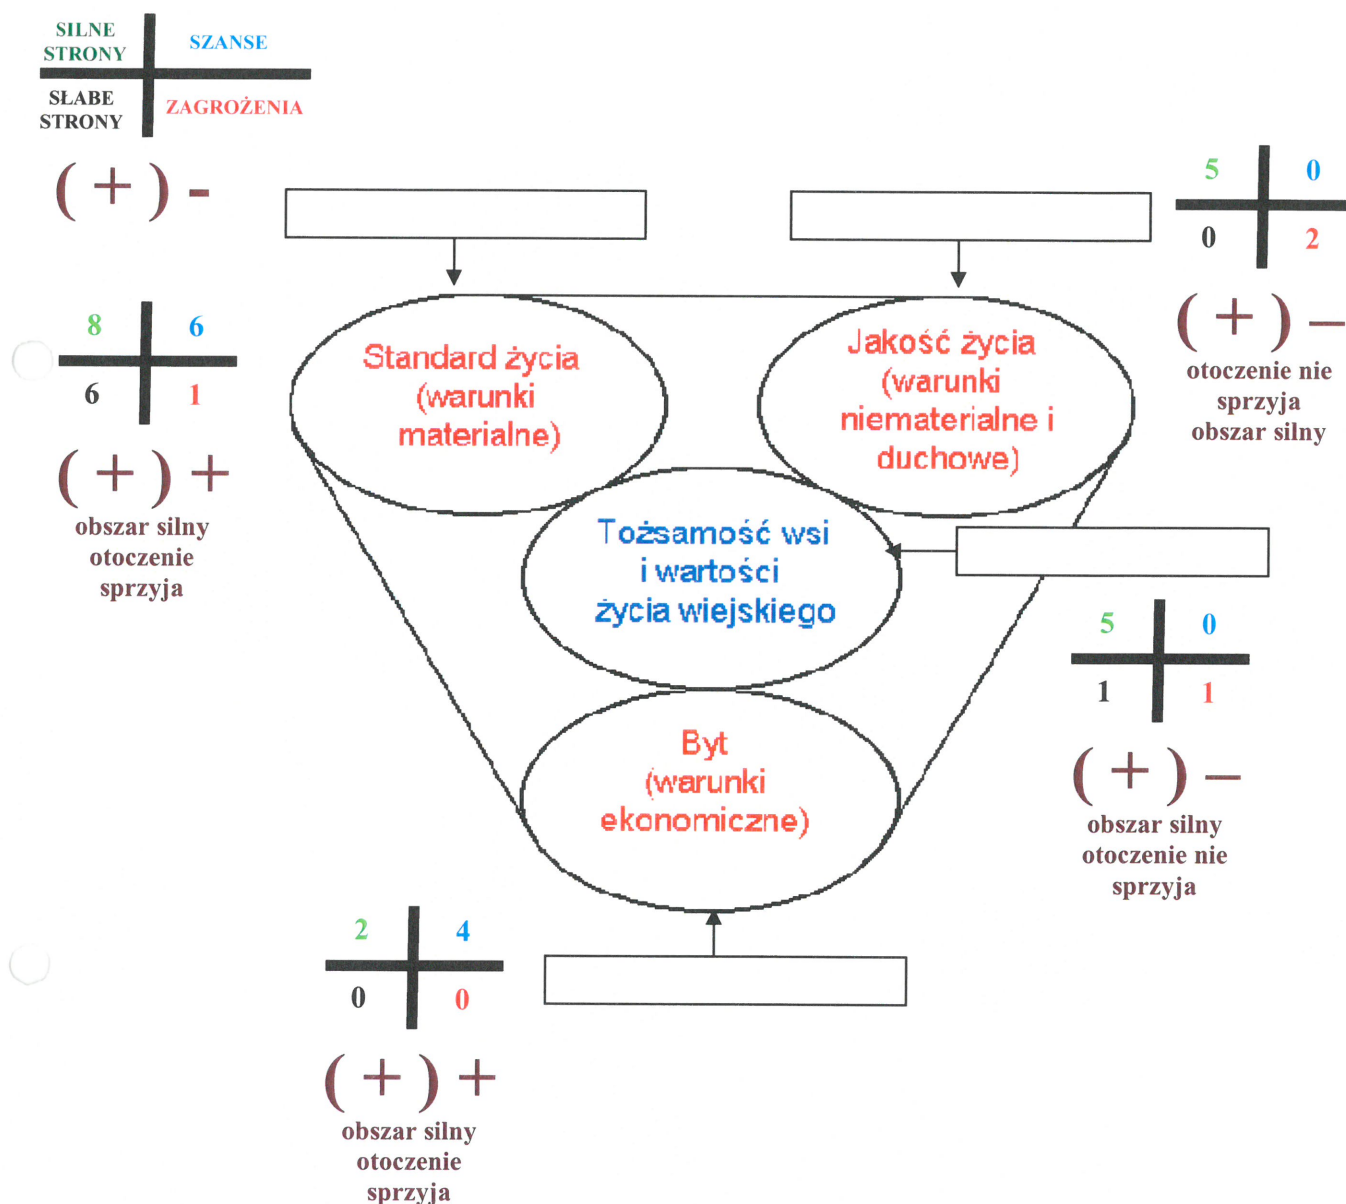 SILNE
STRONY
SZANSE
SŁABE
STRONY
ZAGROŻENIA
( + ) -
5 0
0 2
( + ) –
otoczenie nie
sprzyja
obszar silny
8 6
6 1
( + ) +
obszar silny
otoczenie
sprzyja
Standard życia
(warunki
materialne)
Jakość życia
(warunki
niematerialne i
duchowe)
Tożsamość wsi
i wartości
życia wiejskiego
5 0
1 1
( + ) –
obszar silny
otoczenie nie
sprzyja
Byt
(warunki
ekonomiczne)
2 4
0 0
( + ) +
obszar silny
otoczenie
sprzyja